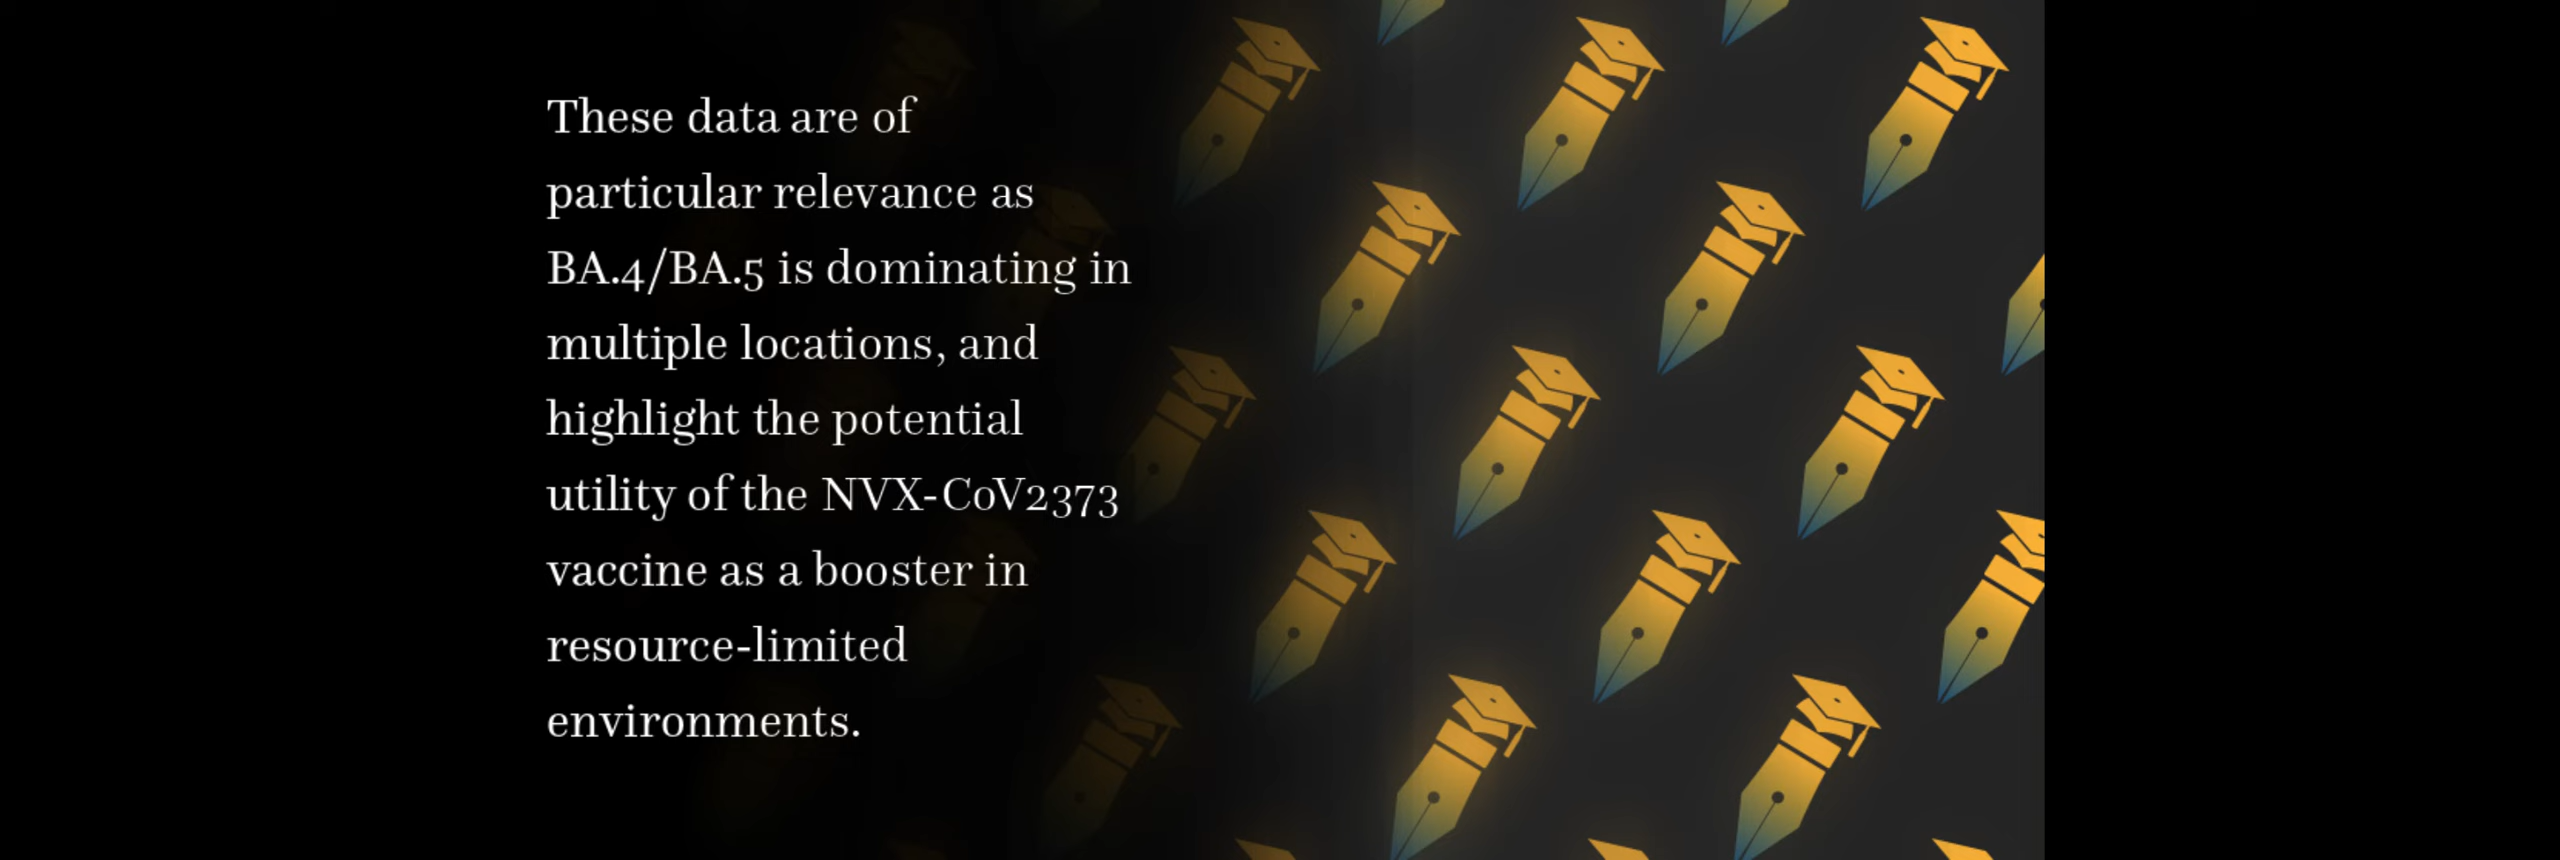 These data are of
particular relevance as
BA.4/BA.5 is dominating in
multiple locations, and
highlight the potential
utility of the NVX-CoV2373
vaccine as a booster in
resource-limited
environments.